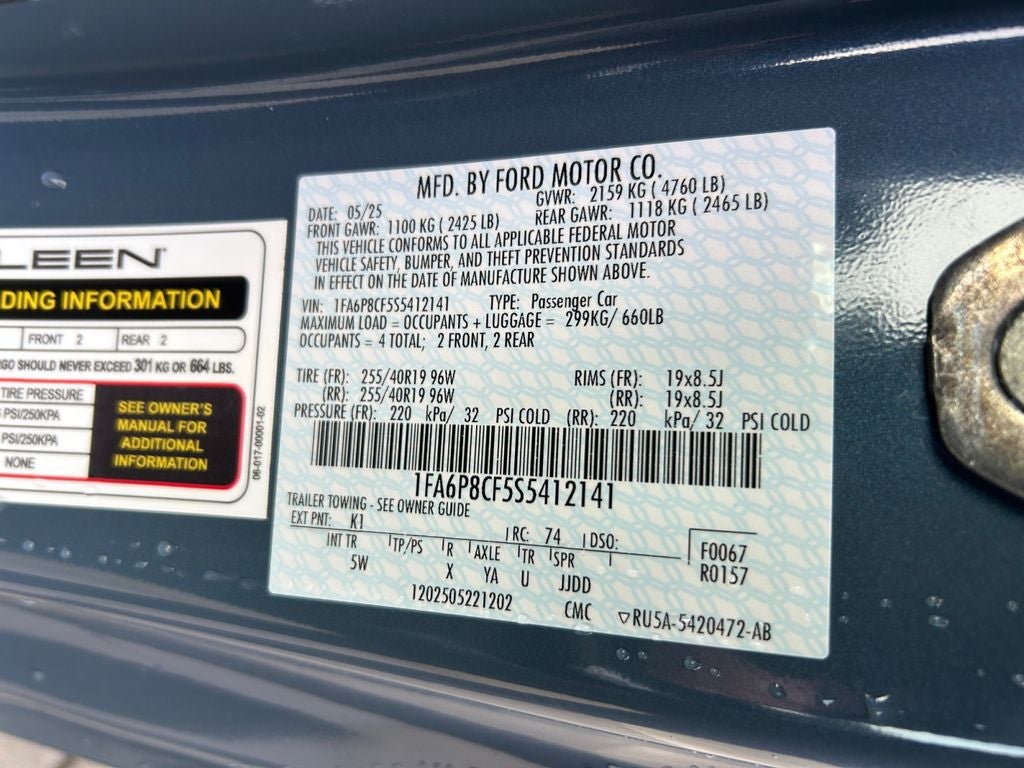 LEEN
DING INFORMATION
FRONT 2 REAR 2
RGO SHOULD NEVER EXCEED 301 KG OR 664 LBS.
TIRE PRESSURE
PSI/250KPA
PSI/250KPA
NONE
SEE OWNER'S
MANUAL FOR
ADDITIONAL
INFORMATION
06-017-00001-02
MFD. BY FORD MOTOR CO.
DATE: 05/25 GVWR: 2159 KG ( 4760 LB)
FRONT GAWR: 1100 KG ( 2425 LB) REAR GAWR: 1118 KG ( 2465 LB)
THIS VEHICLE CONFORMS TO ALL APPLICABLE FEDERAL MOTOR
VEHICLE SAFETY, BUMPER, AND THEFT PREVENTION STANDARDS
IN EFFECT ON THE DATE OF MANUFACTURE SHOWN ABOVE.
VIN: 1FA6P8CF5S5412141 TYPE: Passenger Car
MAXIMUM LOAD = OCCUPANTS + LUGGAGE = 299KG/ 660LB
OCCUPANTS = 4 TOTAL; 2 FRONT, 2 REAR
TIRE (FR): 255/40R19 96W RIMS (FR): 19x8.5J
(RR): 255/40R19 96W (RR): 19x8.5J
PRESSURE (FR): 220 kPa/ 32 PSI COLD (RR): 220 kPa/ 32 PSI COLD
1FA6P8CF5S5412141
TRAILER TOWING - SEE OWNER GUIDE
EXT PNT: K1 RC: 74 DSO:
F0067
R0157
INT TR TP/PS R AXLE TR SPR
5W X YA U JJDD
1202505221202 CMC ▽RU5A-5420472-AB